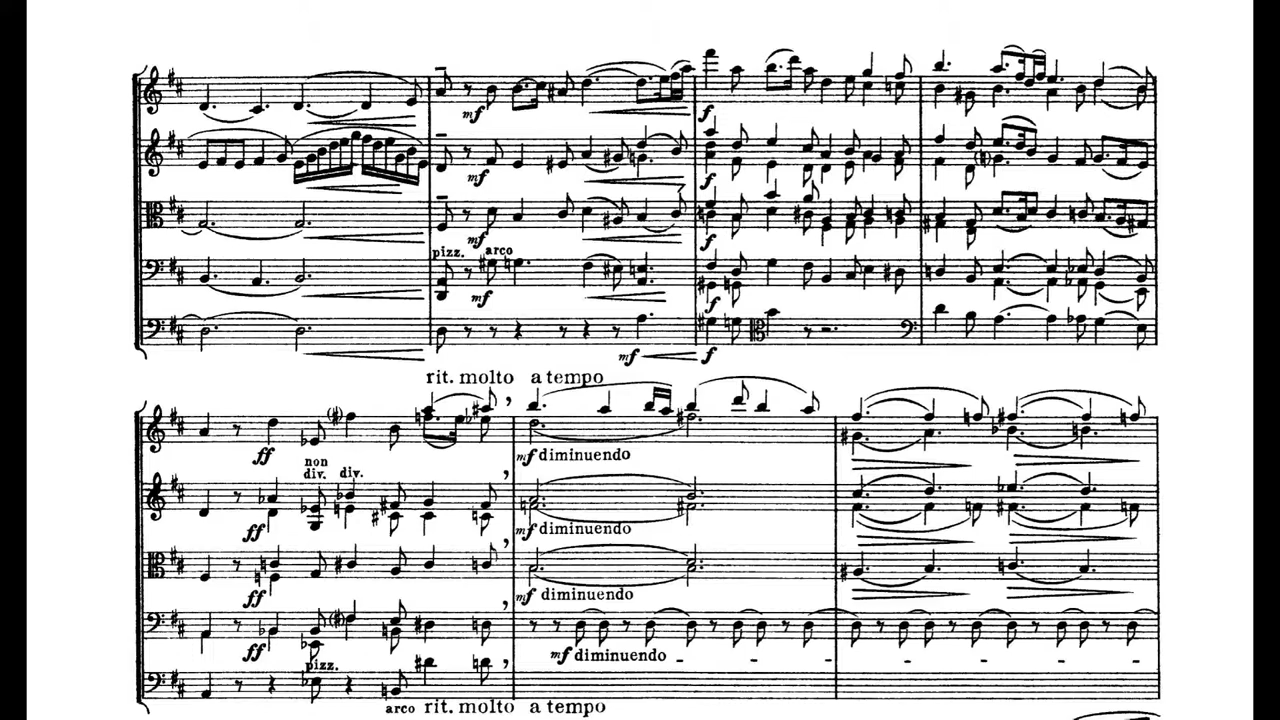 mf
mf
mf
pizz. arco
mf
mf
f
f
f
f
f
rit. molto a tempo
ff
mf diminuendo
non
div. div.
ff
mf diminuendo
ff
mf diminuendo
ff
mf diminuendo
pizz.
arco rit. molto a tempo